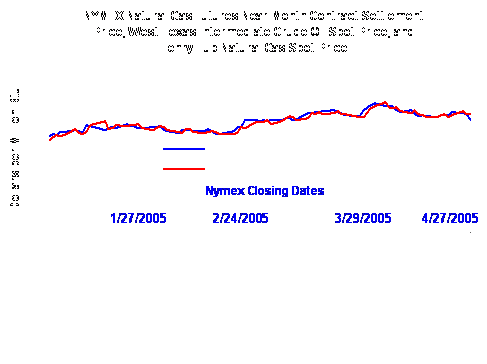 NYMEX Natural Gas Futures Near-Month Contract Settlement
Price, West Texas Intermediate Crude Oil Spot Price, and
Henry Hub Natural Gas Spot Price
Nymex Closing Dates
1/27/2005 2/24/2005 3/29/2005 4/27/2005